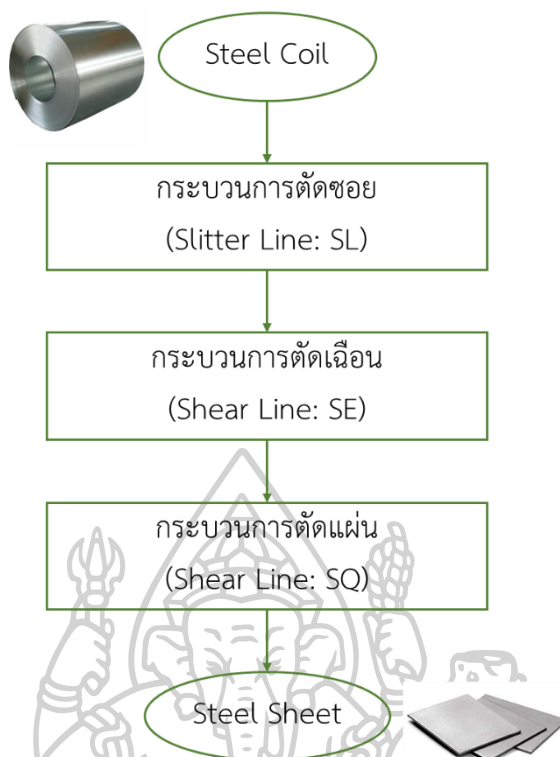 Steel Coil
กระบวนการตัดซอย
(Slitter Line: SL)
กระบวนการตัดเฉือน
(Shear Line: SE)
กระบวนการตัดแผ่น
(Shear Line: SQ)
Steel Sheet